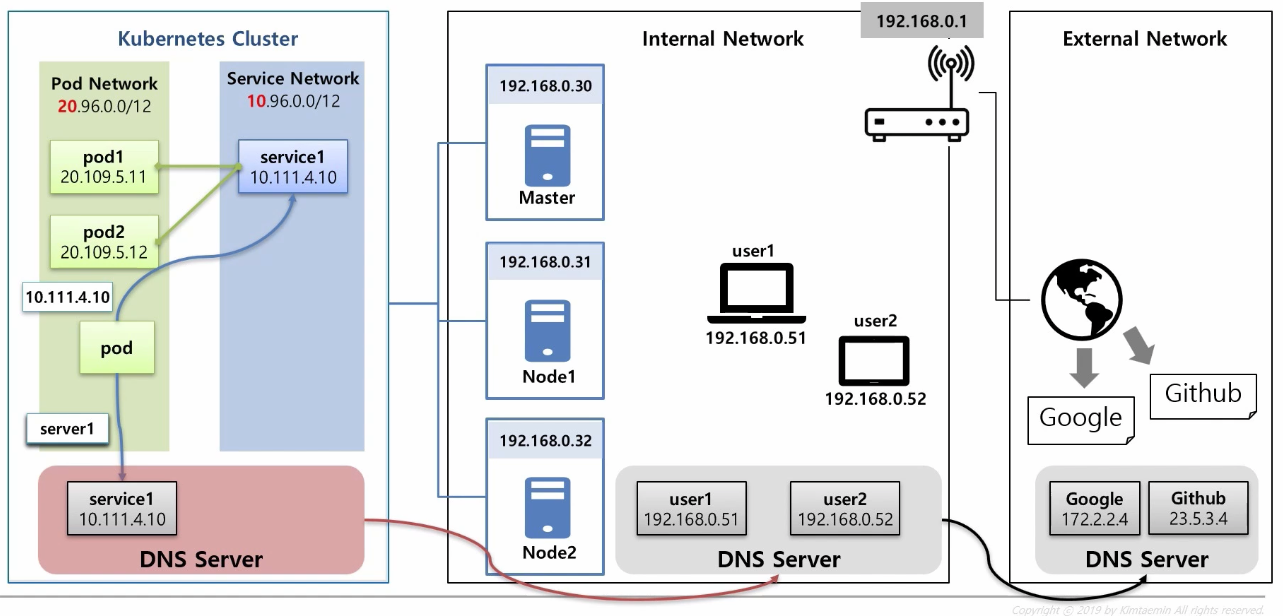 Kubernetes Cluster
Pod Network
20.96.0.0/12
Service Network
10.96.0.0/12
pod1
20.109.5.11
service1
10.111.4.10
pod2
20.109.5.12
10.111.4.10
pod
server1
service1
10.111.4.10
DNS Server
Internal Network
192.168.0.1
192.168.0.30
Master
192.168.0.31
Node1
192.168.0.32
Node2
user1
192.168.0.51
user2
192.168.0.52
user1
192.168.0.51
user2
192.168.0.52
DNS Server
External Network
Google
Github
Google
172.2.2.4
Github
23.5.3.4
DNS Server
Copyright © 2019 by Kimtaemin All rights reserved.